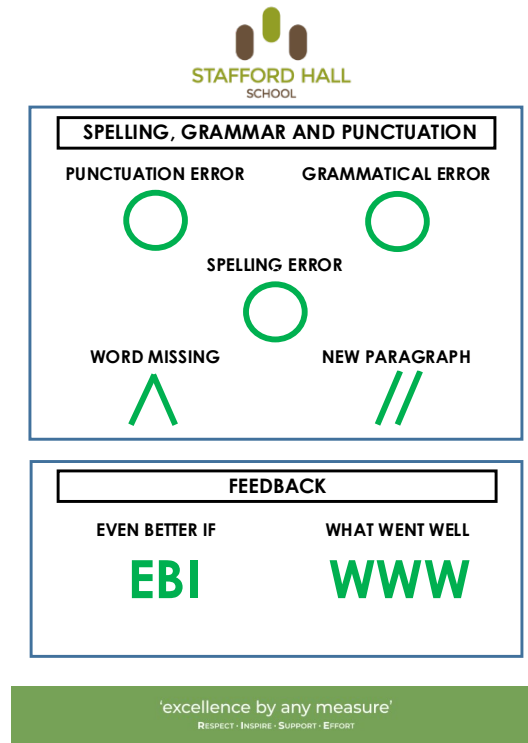 STAFFORD HALL
SCHOOL
SPELLING, GRAMMAR AND PUNCTUATION
PUNCTUATION ERROR GRAMMATICAL ERROR
SPELLING ERROR
WORD MISSING NEW PARAGRAPH
//
FEEDBACK
EVEN BETTER IF WHAT WENT WELL
EBI WWW
‘excellence by any measure’
RESPECT · INSPIRE · SUPPORT · EFFORT